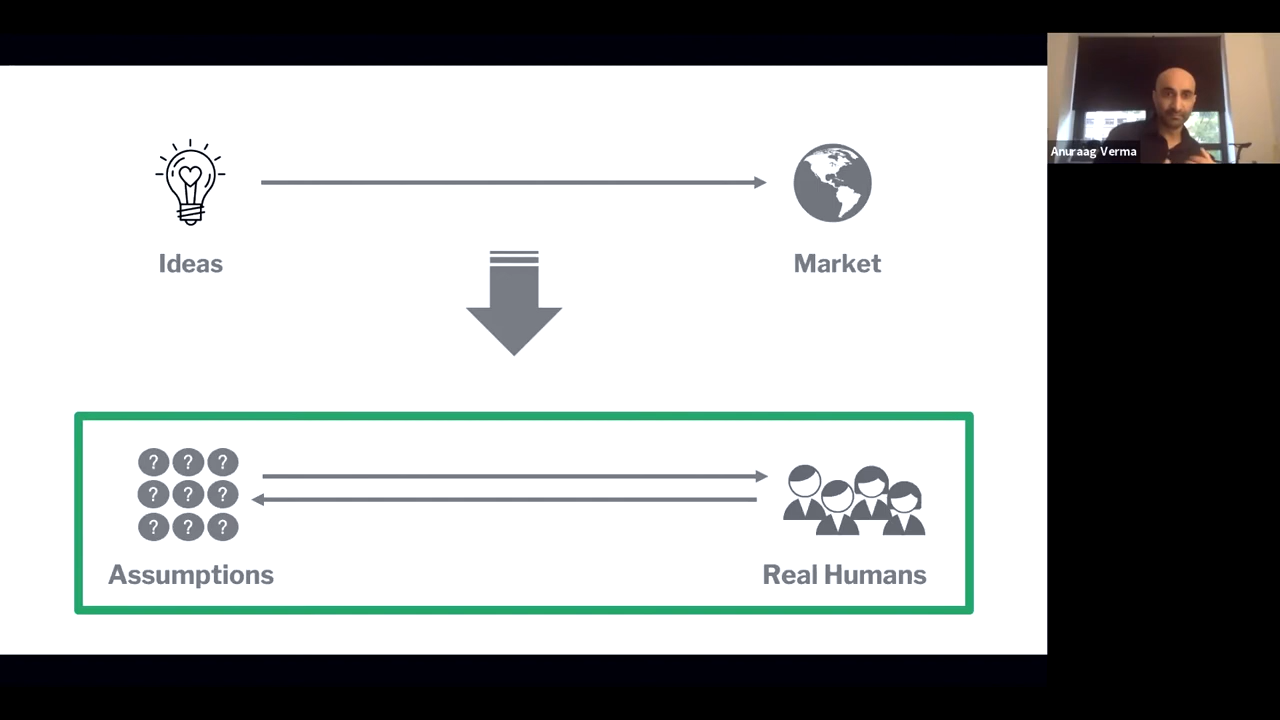 Anuraag Verma
Ideas
Market
? ? ?
? ? ?
? ? ?
Assumptions
Real Humans